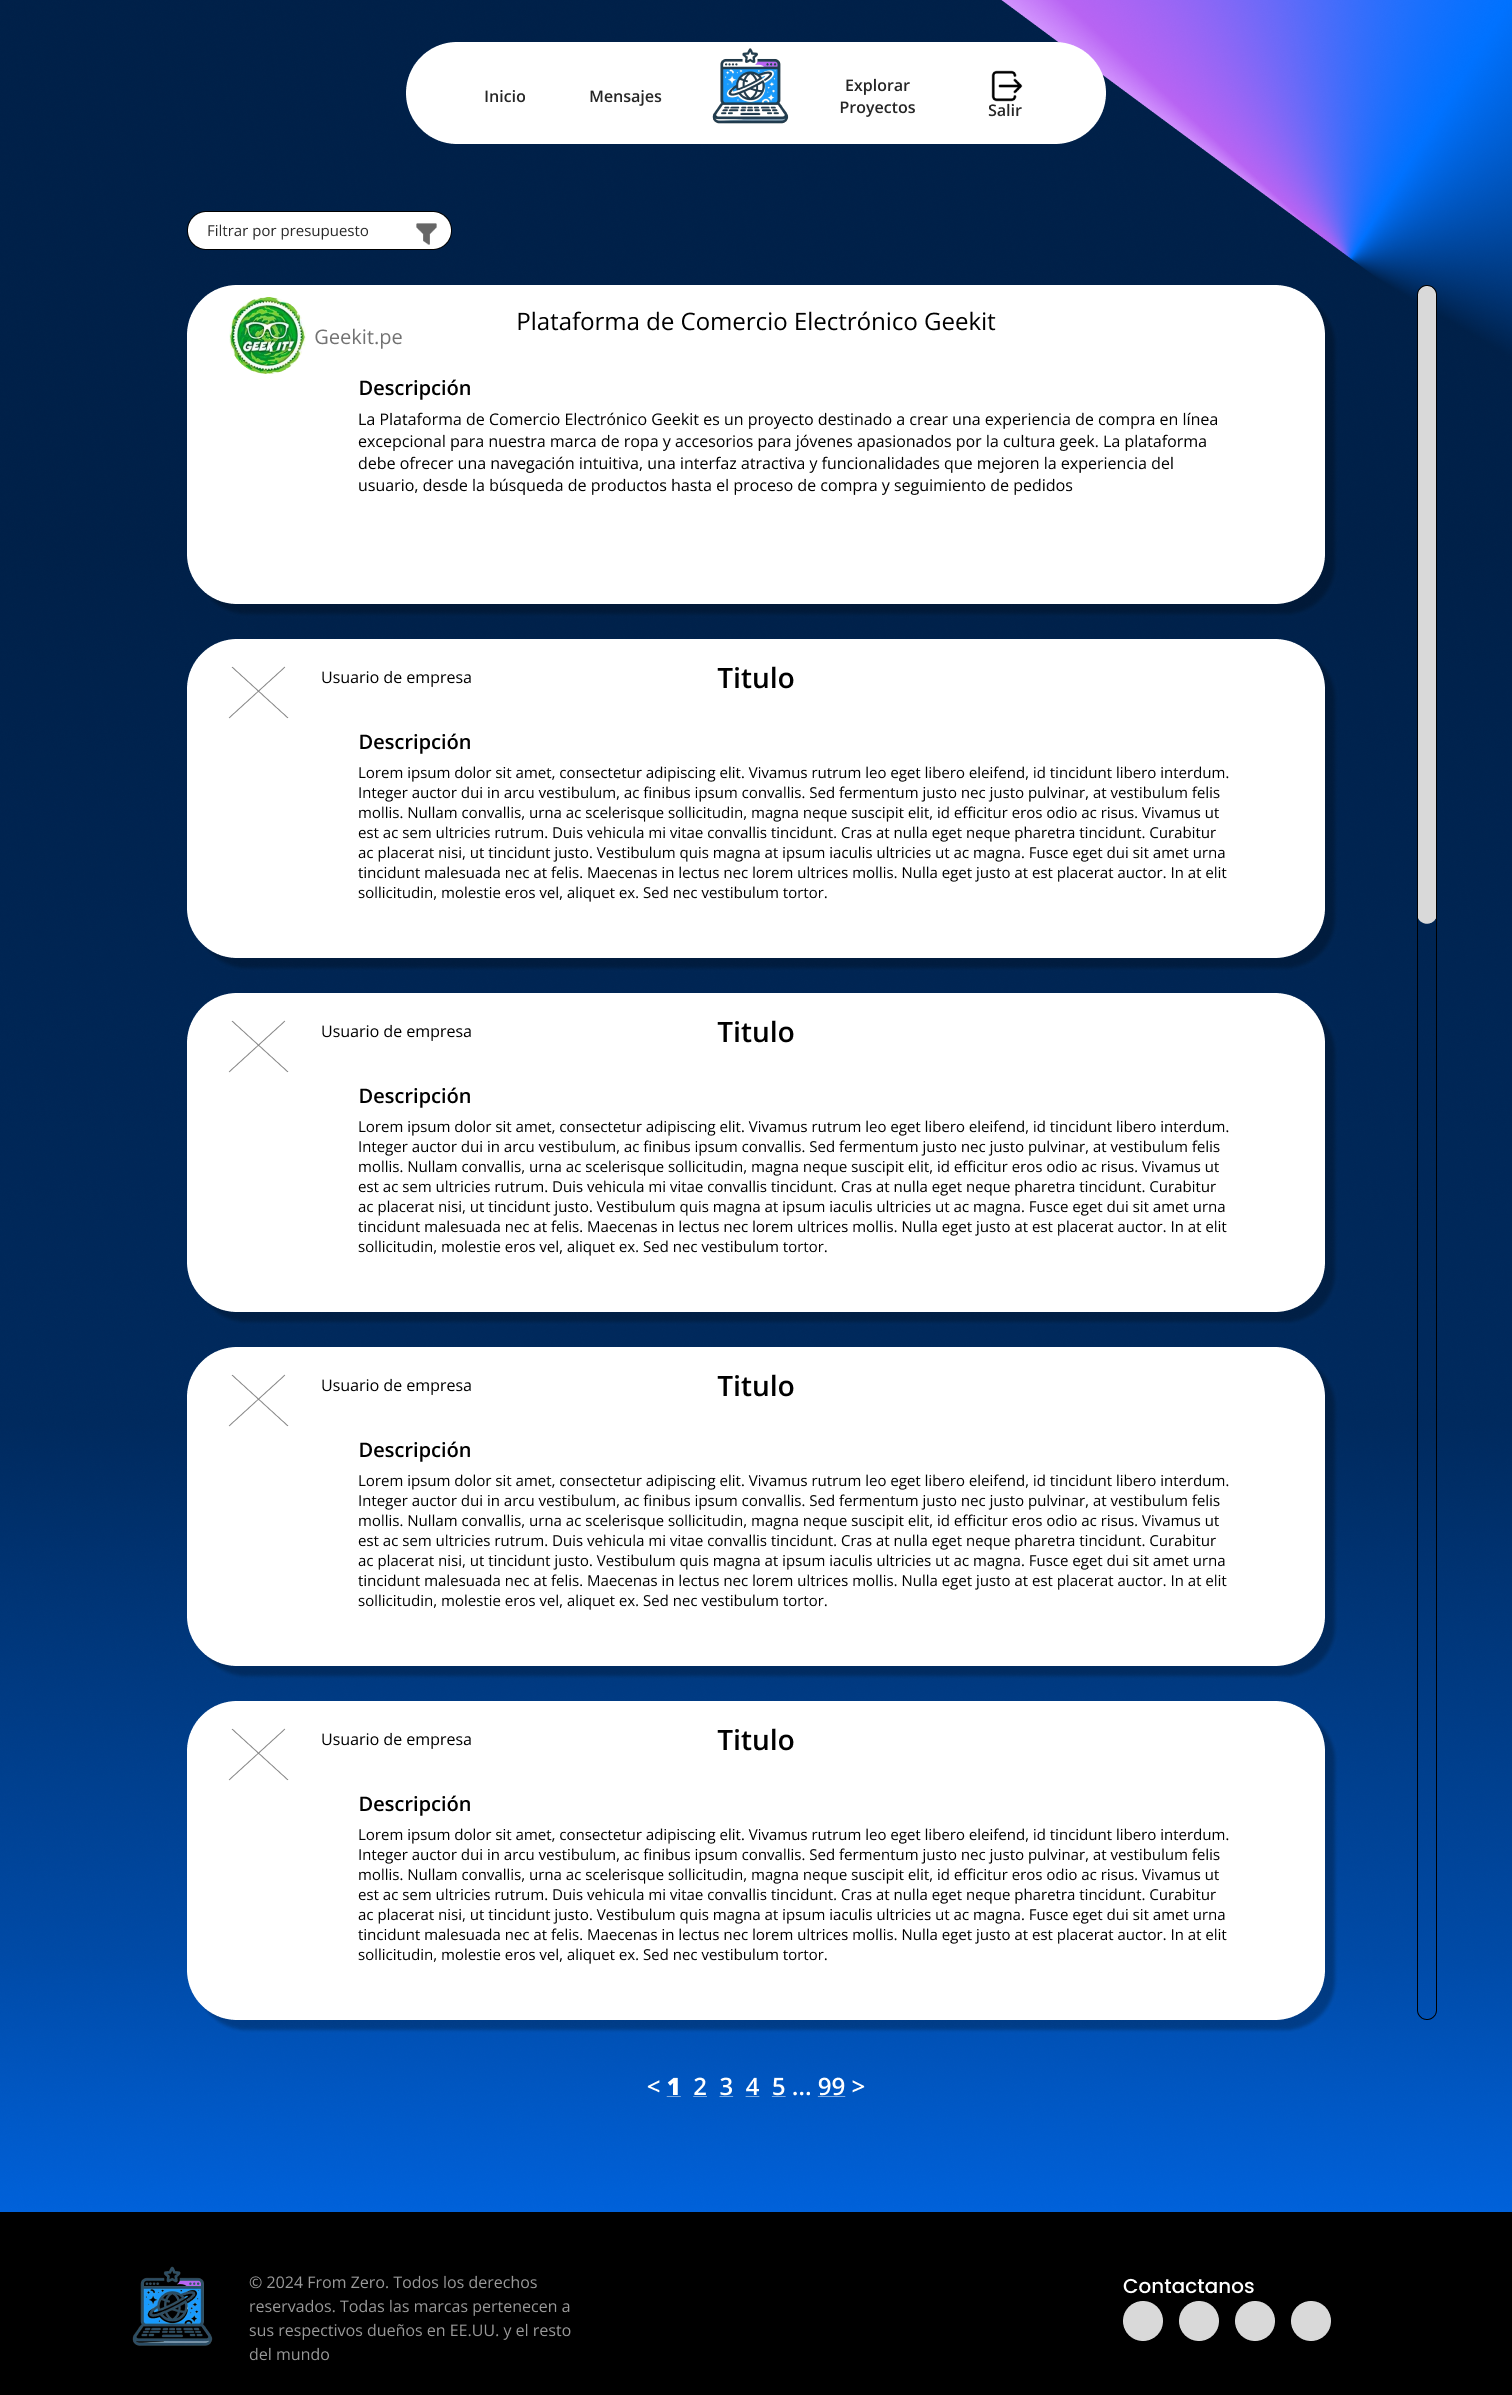 Inicio
Mensajes
Explorar
Proyectos
Salir
Filtrar por presupuesto
GEEK IT!
Geekit.pe
Plataforma de Comercio Electrónico Geekit
Descripción
La Plataforma de Comercio Electrónico Geekit es un proyecto destinado a crear una experiencia de compra en línea
excepcional para nuestra marca de ropa y accesorios para jóvenes apasionados por la cultura geek. La plataforma
debe ofrecer una navegación intuitiva, una interfaz atractiva y funcionalidades que mejoren la experiencia del
usuario, desde la búsqueda de productos hasta el proceso de compra y seguimiento de pedidos
Usuario de empresa
Titulo
Descripción
Lorem ipsum dolor sit amet, consectetur adipiscing elit. Vivamus rutrum leo eget libero eleifend, id tincidunt libero interdum.
Integer auctor dui in arcu vestibulum, ac finibus ipsum convallis. Sed fermentum justo nec justo pulvinar, at vestibulum felis
mollis. Nullam convallis, urna ac scelerisque sollicitudin, magna neque suscipit elit, id efficitur eros odio ac risus. Vivamus ut
est ac sem ultricies rutrum. Duis vehicula mi vitae convallis tincidunt. Cras at nulla eget neque pharetra tincidunt. Curabitur
ac placerat nisi, ut tincidunt justo. Vestibulum quis magna at ipsum iaculis ultricies ut ac magna. Fusce eget dui sit amet urna
tincidunt malesuada nec at felis. Maecenas in lectus nec lorem ultrices mollis. Nulla eget justo at est placerat auctor. In at elit
sollicitudin, molestie eros vel, aliquet ex. Sed nec vestibulum tortor.
Usuario de empresa
Titulo
Descripción
Lorem ipsum dolor sit amet, consectetur adipiscing elit. Vivamus rutrum leo eget libero eleifend, id tincidunt libero interdum.
Integer auctor dui in arcu vestibulum, ac finibus ipsum convallis. Sed fermentum justo nec justo pulvinar, at vestibulum felis
mollis. Nullam convallis, urna ac scelerisque sollicitudin, magna neque suscipit elit, id efficitur eros odio ac risus. Vivamus ut
est ac sem ultricies rutrum. Duis vehicula mi vitae convallis tincidunt. Cras at nulla eget neque pharetra tincidunt. Curabitur
ac placerat nisi, ut tincidunt justo. Vestibulum quis magna at ipsum iaculis ultricies ut ac magna. Fusce eget dui sit amet urna
tincidunt malesuada nec at felis. Maecenas in lectus nec lorem ultrices mollis. Nulla eget justo at est placerat auctor. In at elit
sollicitudin, molestie eros vel, aliquet ex. Sed nec vestibulum tortor.
Usuario de empresa
Titulo
Descripción
Lorem ipsum dolor sit amet, consectetur adipiscing elit. Vivamus rutrum leo eget libero eleifend, id tincidunt libero interdum.
Integer auctor dui in arcu vestibulum, ac finibus ipsum convallis. Sed fermentum justo nec justo pulvinar, at vestibulum felis
mollis. Nullam convallis, urna ac scelerisque sollicitudin, magna neque suscipit elit, id efficitur eros odio ac risus. Vivamus ut
est ac sem ultricies rutrum. Duis vehicula mi vitae convallis tincidunt. Cras at nulla eget neque pharetra tincidunt. Curabitur
ac placerat nisi, ut tincidunt justo. Vestibulum quis magna at ipsum iaculis ultricies ut ac magna. Fusce eget dui sit amet urna
tincidunt malesuada nec at felis. Maecenas in lectus nec lorem ultrices mollis. Nulla eget justo at est placerat auctor. In at elit
sollicitudin, molestie eros vel, aliquet ex. Sed nec vestibulum tortor.
Usuario de empresa
Titulo
Descripción
Lorem ipsum dolor sit amet, consectetur adipiscing elit. Vivamus rutrum leo eget libero eleifend, id tincidunt libero interdum.
Integer auctor dui in arcu vestibulum, ac finibus ipsum convallis. Sed fermentum justo nec justo pulvinar, at vestibulum felis
mollis. Nullam convallis, urna ac scelerisque sollicitudin, magna neque suscipit elit, id efficitur eros odio ac risus. Vivamus ut
est ac sem ultricies rutrum. Duis vehicula mi vitae convallis tincidunt. Cras at nulla eget neque pharetra tincidunt. Curabitur
ac placerat nisi, ut tincidunt justo. Vestibulum quis magna at ipsum iaculis ultricies ut ac magna. Fusce eget dui sit amet urna
tincidunt malesuada nec at felis. Maecenas in lectus nec lorem ultrices mollis. Nulla eget justo at est placerat auctor. In at elit
sollicitudin, molestie eros vel, aliquet ex. Sed nec vestibulum tortor.
< 1 2 3 4 5 ... 99 >
© 2024 From Zero. Todos los derechos
reservados. Todas las marcas pertenecen a
sus respectivos dueños en EE.UU. y el resto
del mundo
Contactanos